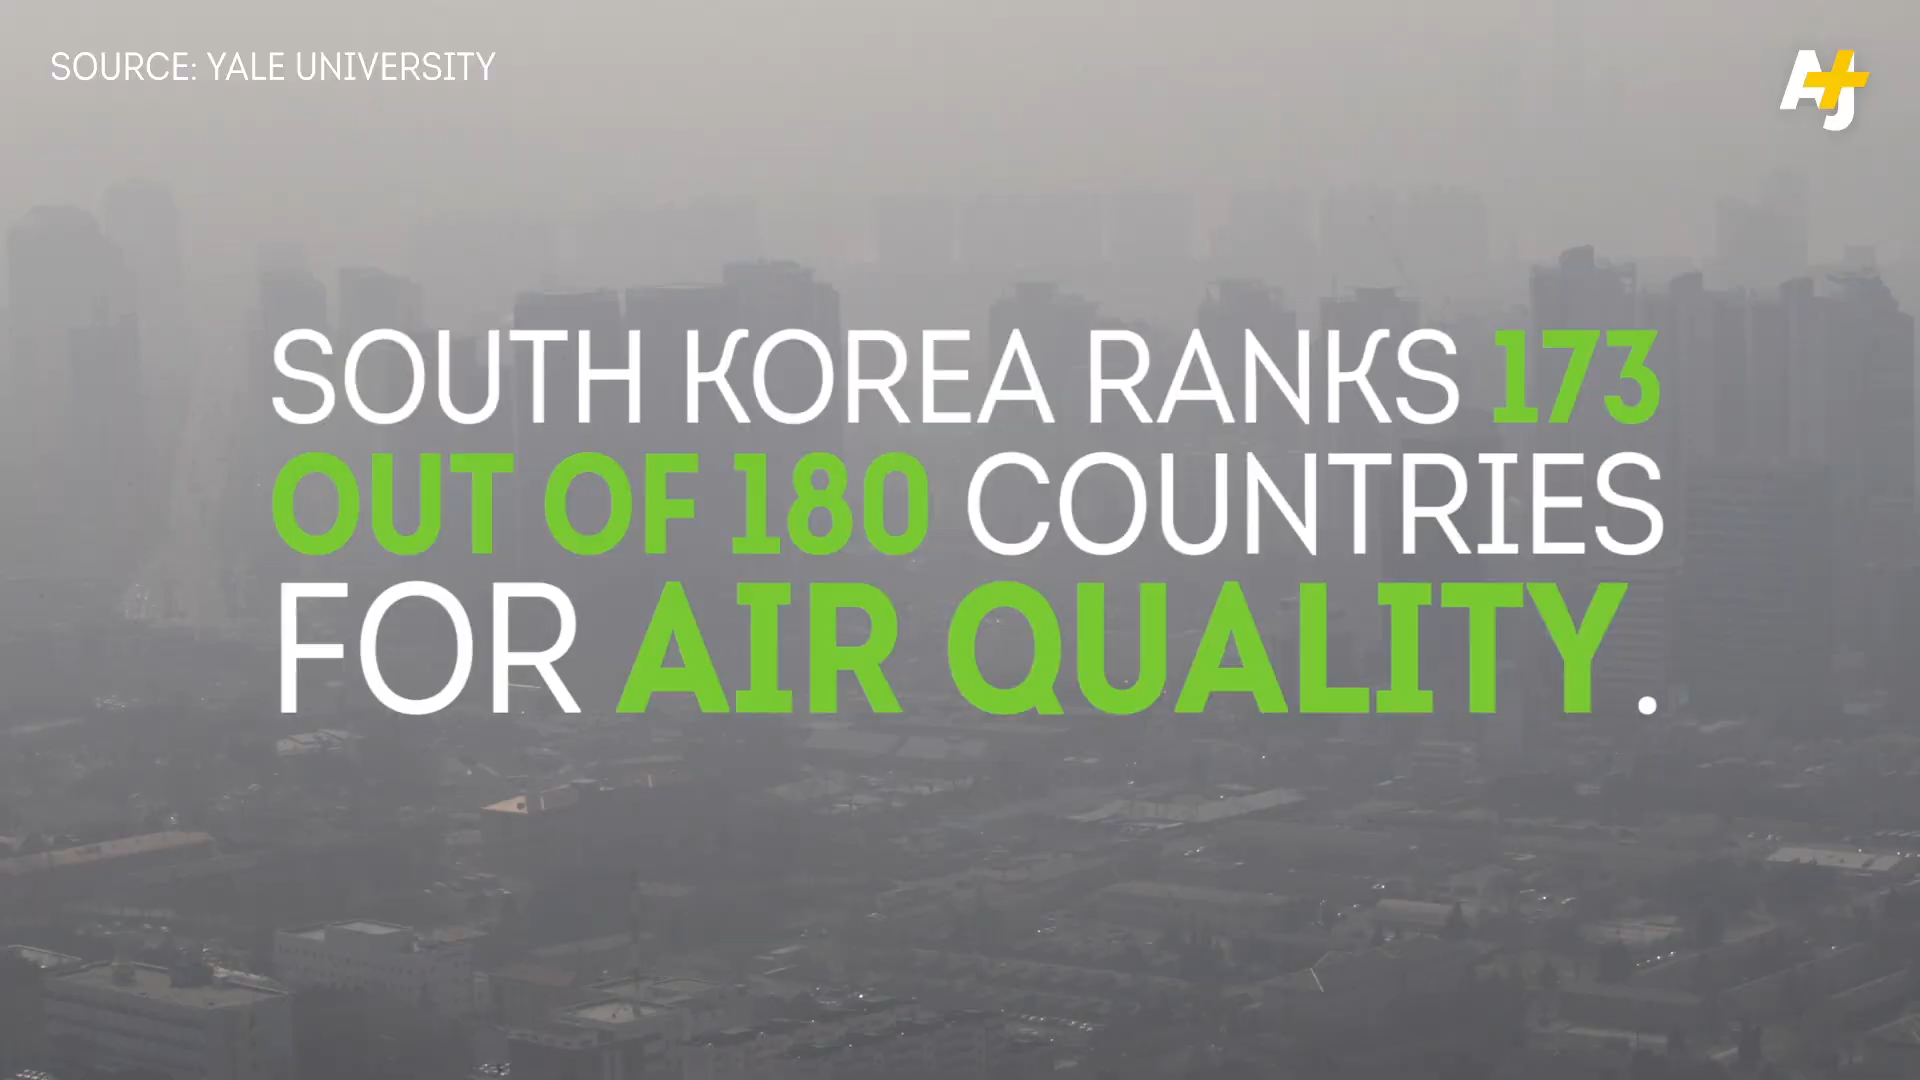 SOURCE: YALE UNIVERSITY
AJ+
SOUTH KOREA RANKS 173
OUT OF 180 COUNTRIES
FOR AIR QUALITY.